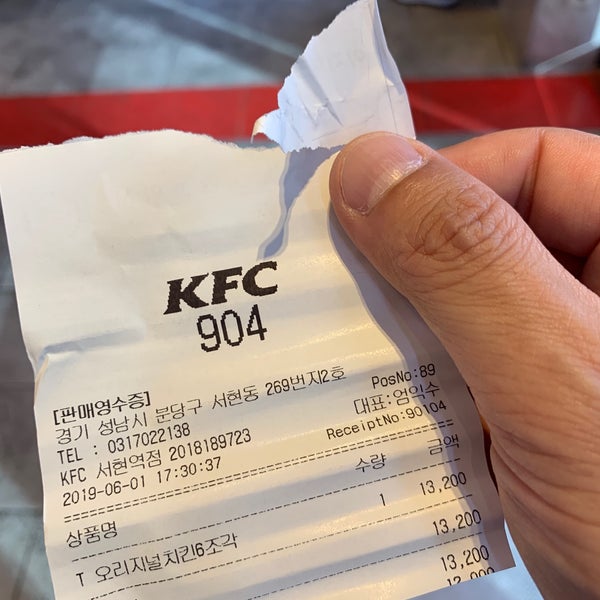 KFC
904
[판매영수증]
경기 성남시 분당구 서현동 269번지2호 PosNo:89
TEL : 0317022138 대표:엄익수
KFC 서현역점 2018189723 ReceiptNo:90104
2019-06-01 17:30:37
상품명 수량 금액
T 오리지널치킨6조각 1 13,200
13,200
13,200